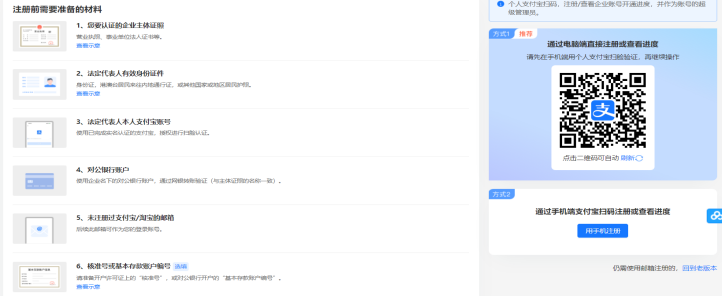 注册前需要准备的材料
1、您要认证的企业主体证照
营业执照、事业单位法人证书等。
查看示意
2、法定代表人有效身份证件
身份证、港澳台居民来往内地通行证，或其他国家或地区居民护照。
查看示意
3、法定代表人本人支付宝账号
使用已完成实名认证的支付宝，授权进行扫脸认证。
4、对公银行账户
使用企业名下的对公银行账户，通过网银转账验证（与主体证照的名称一致）。
5、未注册过支付宝/淘宝的邮箱
后续此邮箱可作为您的登录账号。
6、核准号或基本存款账户编号 选填
请准备开户许可证上的“核准号”，或对公银行开户的“基本存款账户编号”。
查看示意
个人支付宝扫码，注册/查看企业账号开通进度，并作为账号的超
级管理员。
方式1 推荐
通过电脑端直接注册或查看进度
请先在手机端用个人支付宝扫脸验证，再继续操作
点击二维码可自动 刷新
方式2
通过手机端支付宝扫码注册或查看进度
用手机注册
仍需使用邮箱注册的，回到老版本